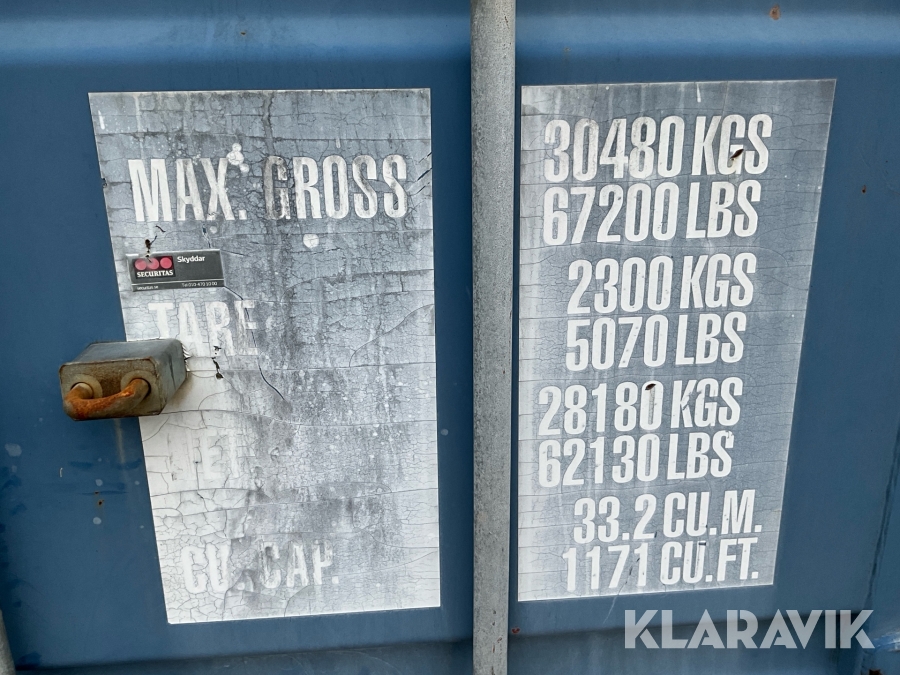 MAX. GROSS
Skyddar
SECURITAS
TARE
NET
CU. CAP.
30480 KGS
67200 LBS
2300 KGS
5070 LBS
28180 KGS
62130 LBS
33.2 CU.M.
1171 CU.FT.
KLARAVIK